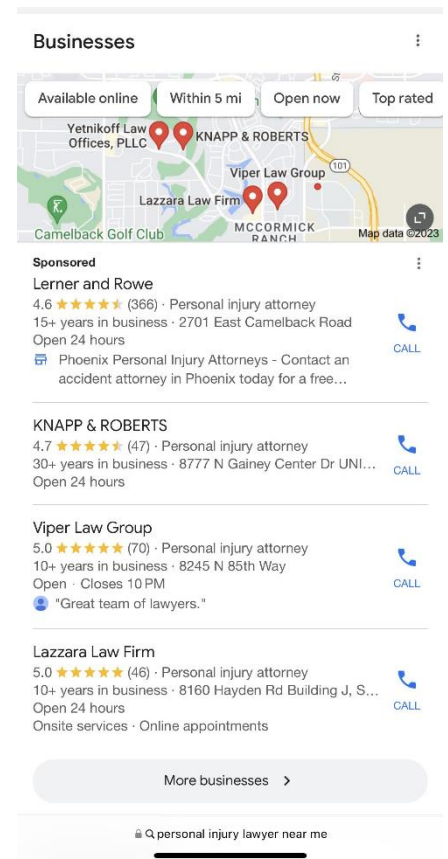 Businesses
Available online
Within 5 mi
Open now
Top rated
Yetnikoff Law
Offices, PLLC
KNAPP & ROBERTS
Viper Law Group
101
Lazzara Law Firm
MCCORMICK
RANCH
Camelback Golf Club
Map data ©2023
Sponsored
Lerner and Rowe
4.6 (366) · Personal injury attorney
15+ years in business · 2701 East Camelback Road
Open 24 hours
CALL
Phoenix Personal Injury Attorneys - Contact an
accident attorney in Phoenix today for a free…
KNAPP & ROBERTS
4.7 (47) · Personal injury attorney
30+ years in business · 8777 N Gainey Center Dr UNI…
Open 24 hours
CALL
Viper Law Group
5.0 (70) · Personal injury attorney
10+ years in business · 8245 N 85th Way
Open · Closes 10 PM
CALL
"Great team of lawyers."
Lazzara Law Firm
5.0 (46) · Personal injury attorney
10+ years in business · 8160 Hayden Rd Building J, S…
Open 24 hours
CALL
Onsite services · Online appointments
More businesses
personal injury lawyer near me